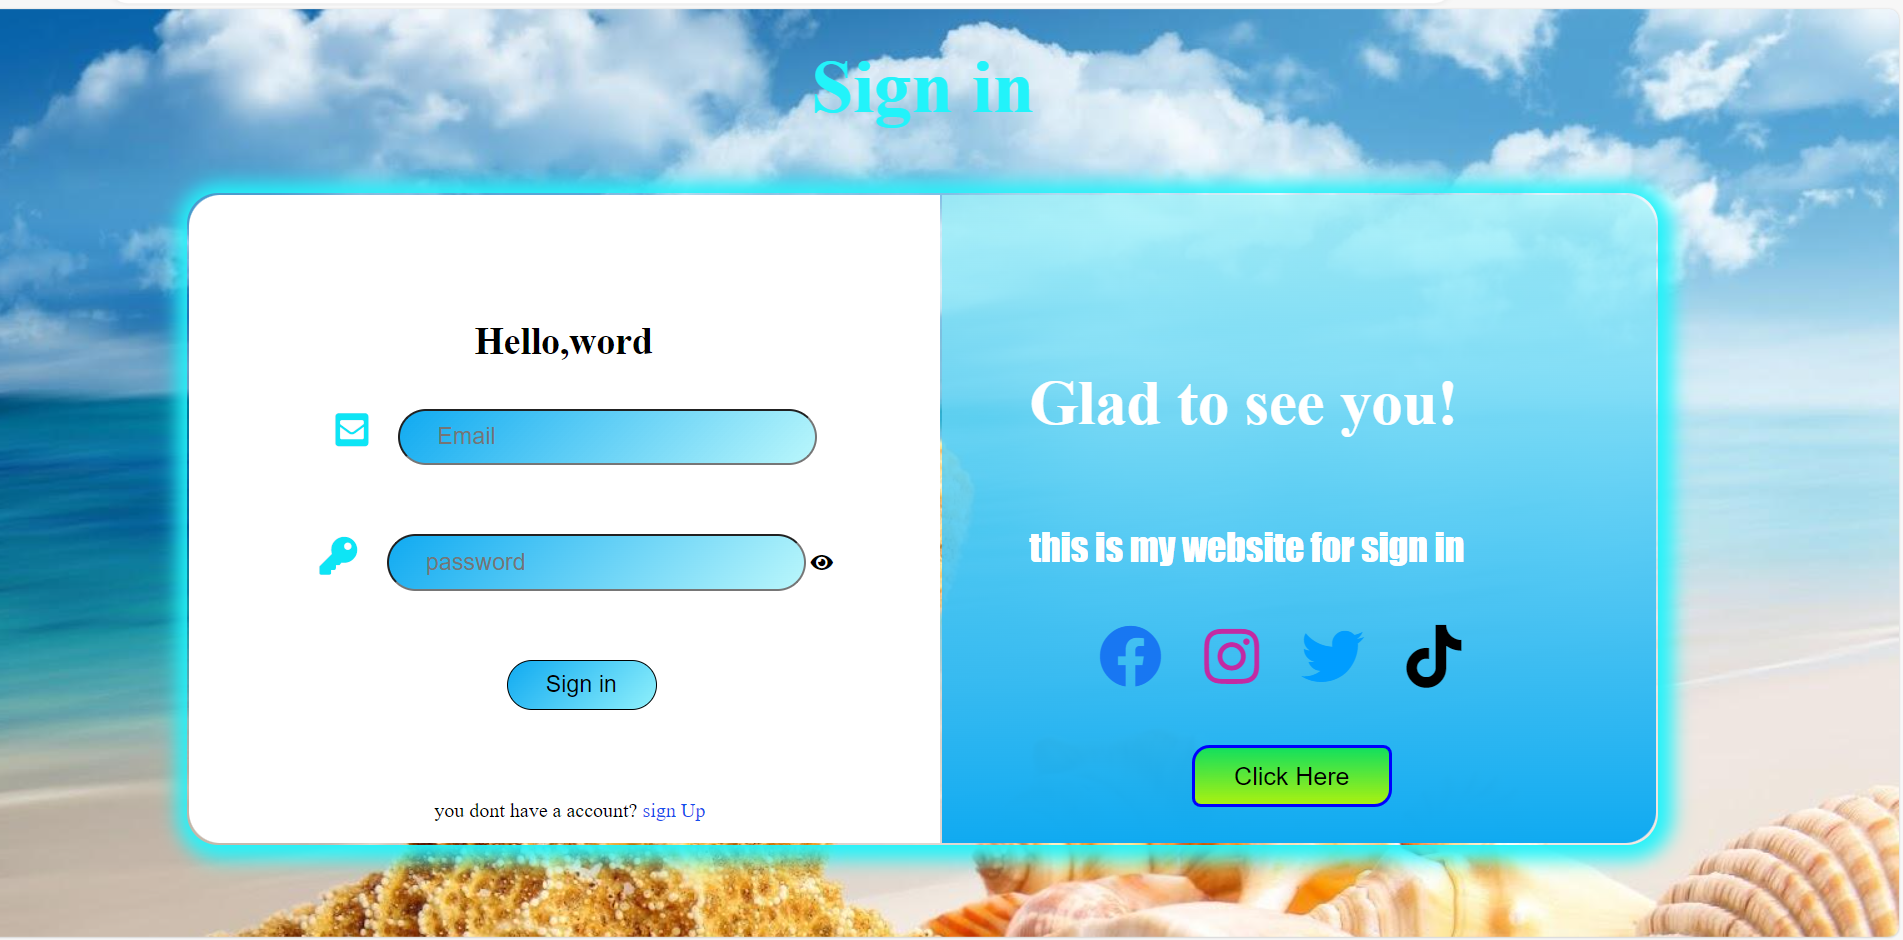 Sign in
Hello,word
Email
password
Sign in
you dont have a account? sign Up
Glad to see you!
this is my website for sign in
Click Here